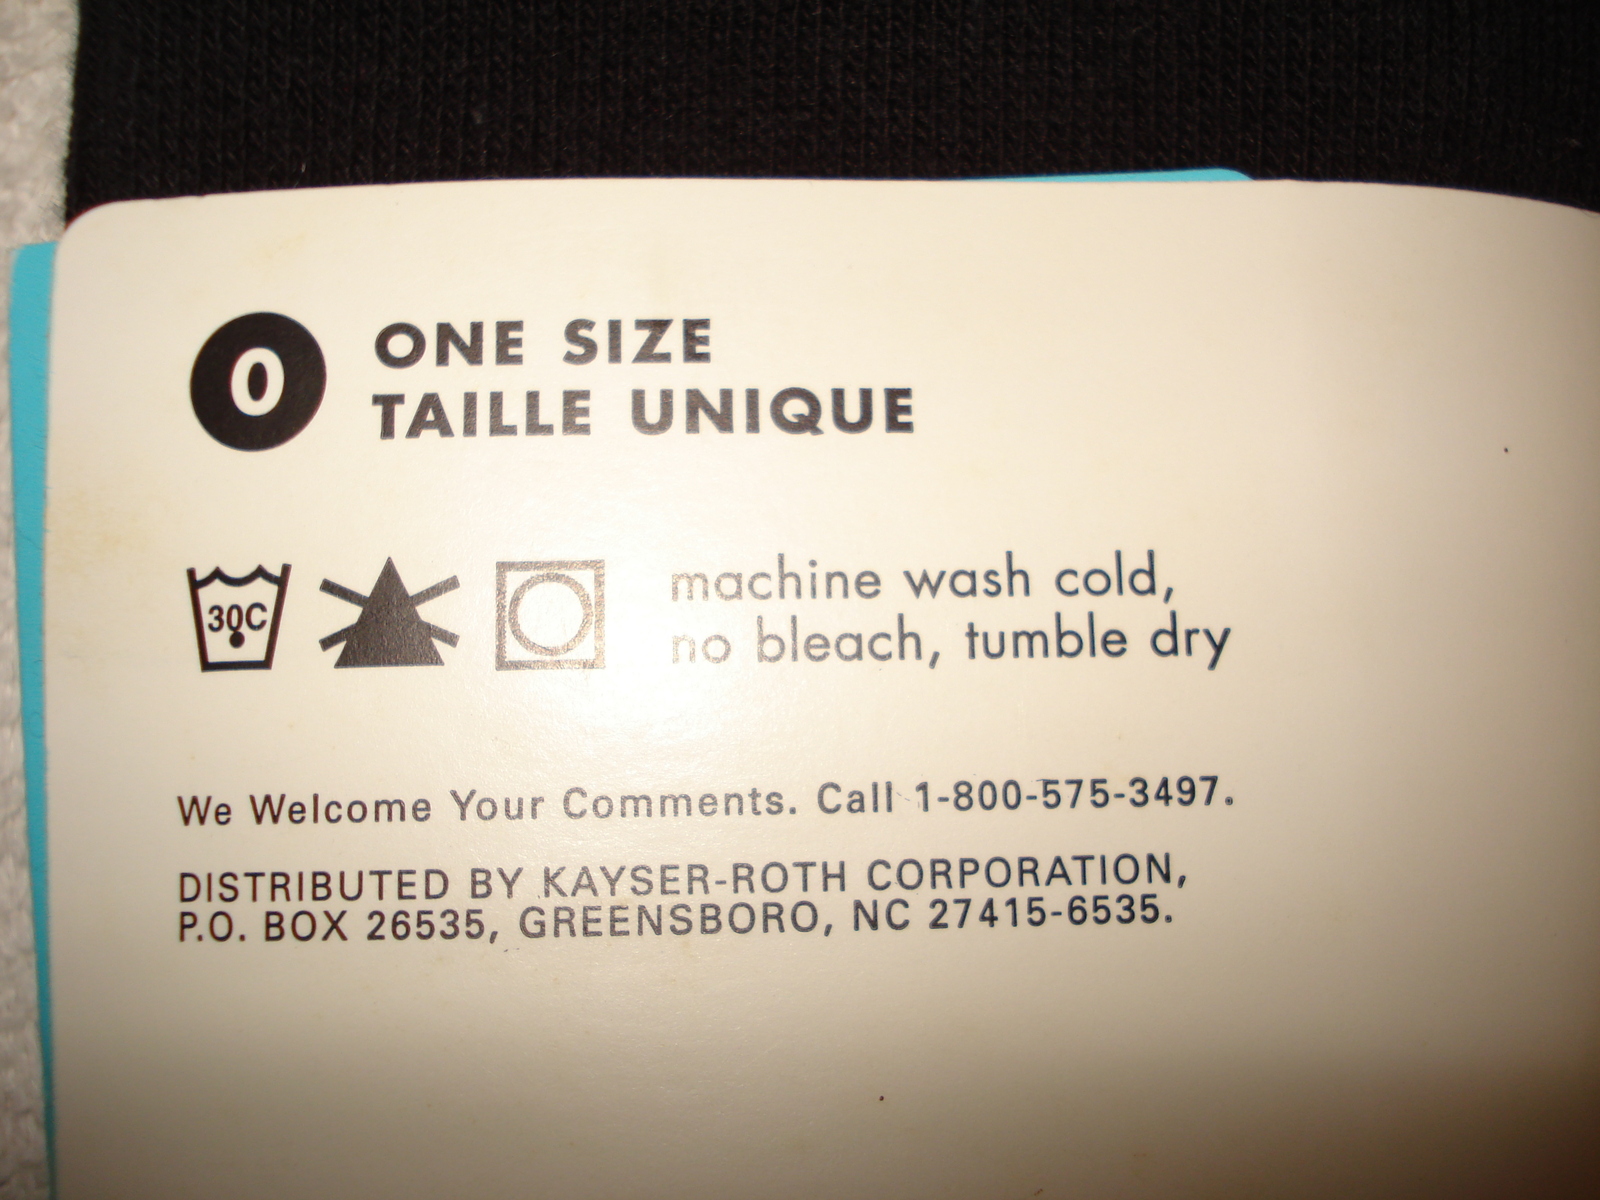 0 ONE SIZE
TAILLE UNIQUE
30C
machine wash cold,
no bleach, tumble dry
We Welcome Your Comments. Call 1-800-575-3497.
DISTRIBUTED BY KAYSER-ROTH CORPORATION,
P.O. BOX 26535, GREENSBORO, NC 27415-6535.